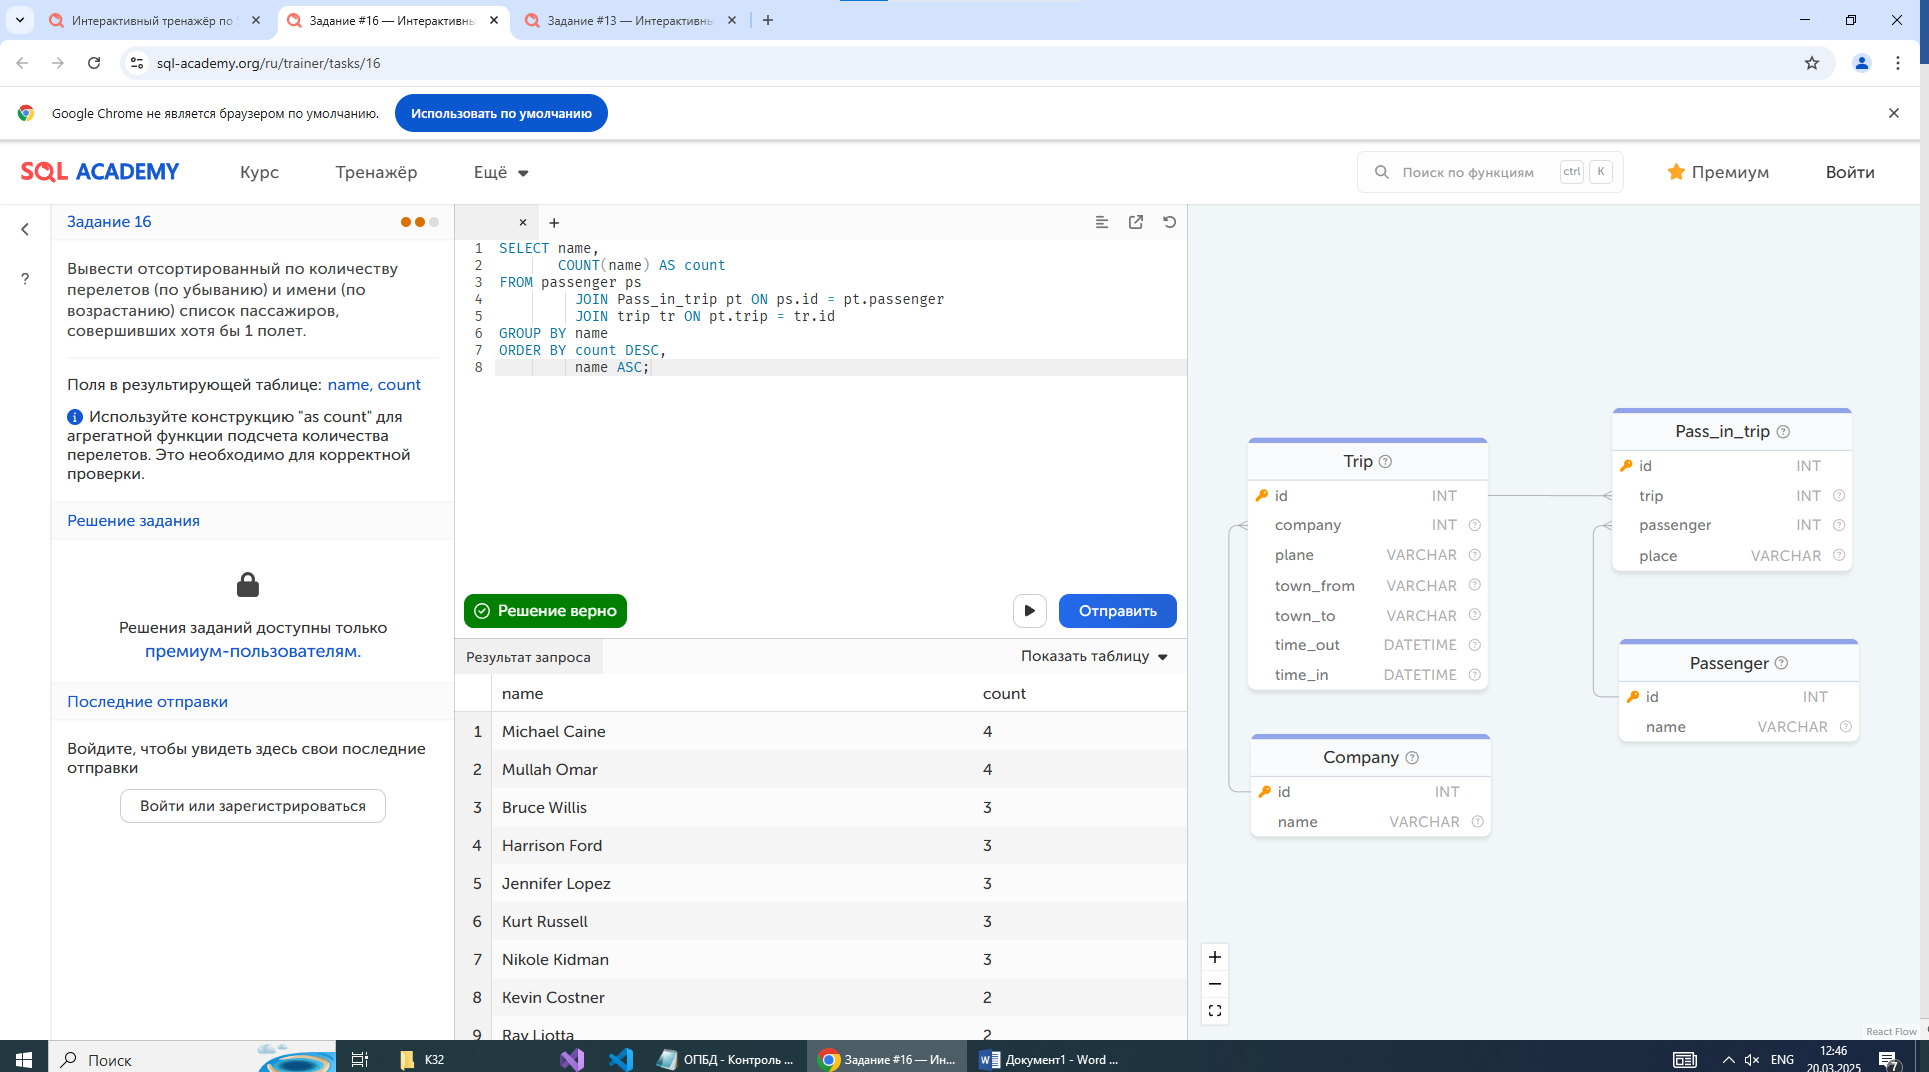 Интерактивный тренажёр по
Задание #16 — Интерактивны
Задание #13 — Интерактивны
sql-academy.org/ru/trainer/tasks/16
Google Chrome не является браузером по умолчанию.
Использовать по умолчанию
SQL ACADEMY
Курс
Тренажёр
Ещё
Поиск по функциям
ctrl
K
Премиум
Войти
Задание 16
Вывести отсортированный по количеству
перелетов (по убыванию) и имени (по
возрастанию) список пассажиров,
совершивших хотя бы 1 полет.
Поля в результирующей таблице: name, count
Используйте конструкцию "as count" для
агрегатной функции подсчета количества
перелетов. Это необходимо для корректной
проверки.
Решение задания
Решения заданий доступны только
премиум-пользователям.
Последние отправки
Войдите, чтобы увидеть здесь свои последние
отправки
Войти или зарегистрироваться
1 SELECT name,
2 COUNT(name) AS count
3 FROM passenger ps
4 JOIN Pass_in_trip pt ON ps.id = pt.passenger
5 JOIN trip tr ON pt.trip = tr.id
6 GROUP BY name
7 ORDER BY count DESC,
8 name ASC;
Решение верно
Отправить
Результат запроса
Показать таблицу
name count
1 Michael Caine 4
2 Mullah Omar 4
3 Bruce Willis 3
4 Harrison Ford 3
5 Jennifer Lopez 3
6 Kurt Russell 3
7 Nikole Kidman 3
8 Kevin Costner 2
9 Ray Liotta 2
Trip
id INT
company INT
plane VARCHAR
town_from VARCHAR
town_to VARCHAR
time_out DATETIME
time_in DATETIME
Company
id INT
name VARCHAR
Pass_in_trip
id INT
trip INT
passenger INT
place VARCHAR
Passenger
id INT
name VARCHAR
React Flow
Поиск
К32
ОПБД - Контроль ...
Задание #16 — Ин...
Документ1 - Word ...
ENG
12:46
20.03.2025
7